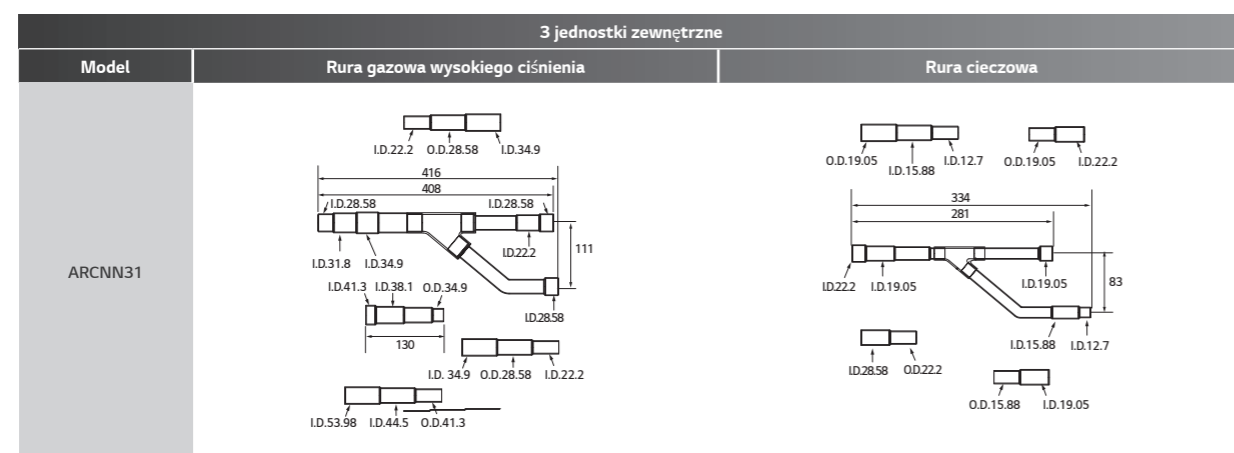 3 jednostki zewnętrzne
Model Rura gazowa wysokiego ciśnienia Rura cieczowa
ARCNN31
I.D.22.2 O.D.28.58 I.D.34.9
416
408
I.D.28.58 I.D.28.58
I.D.22.2
111
I.D.31.8 I.D.34.9
I.D.41.3 I.D.38.1 O.D.34.9
I.D.28.58
130
I.D. 34.9 O.D.28.58 I.D.22.2
I.D.53.98 I.D.44.5 O.D.41.3
O.D.19.05 I.D.15.88 I.D.12.7
O.D.19.05 I.D.22.2
334
281
I.D.22.2 I.D.19.05 I.D.19.05
83
I.D.15.88 I.D.12.7
I.D.28.58 O.D.22.2
O.D.15.88 I.D.19.05